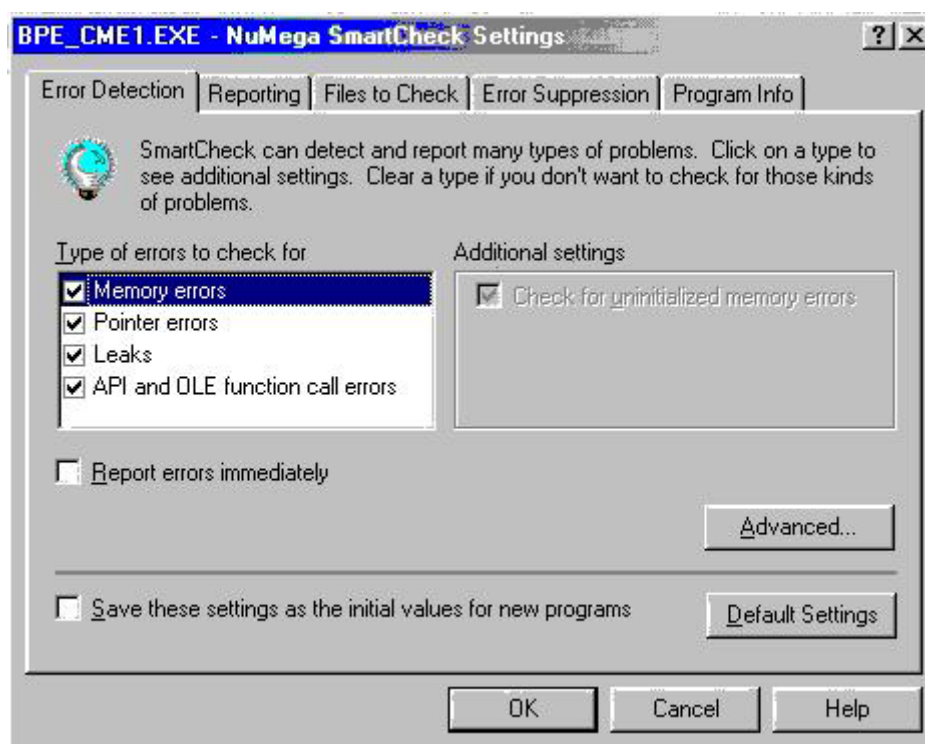 BPE_CME1.EXE - NuMega SmartCheck Settings
Error Detection Reporting Files to Check Error Suppression Program Info
SmartCheck can detect and report many types of problems. Click on a type to
see additional settings. Clear a type if you don't want to check for those kinds
of problems.
Type of errors to check for
Memory errors
Pointer errors
Leaks
API and OLE function call errors
Additional settings
Check for uninitialized memory errors
Report errors immediately
Advanced...
Save these settings as the initial values for new programs
Default Settings
OK Cancel Help